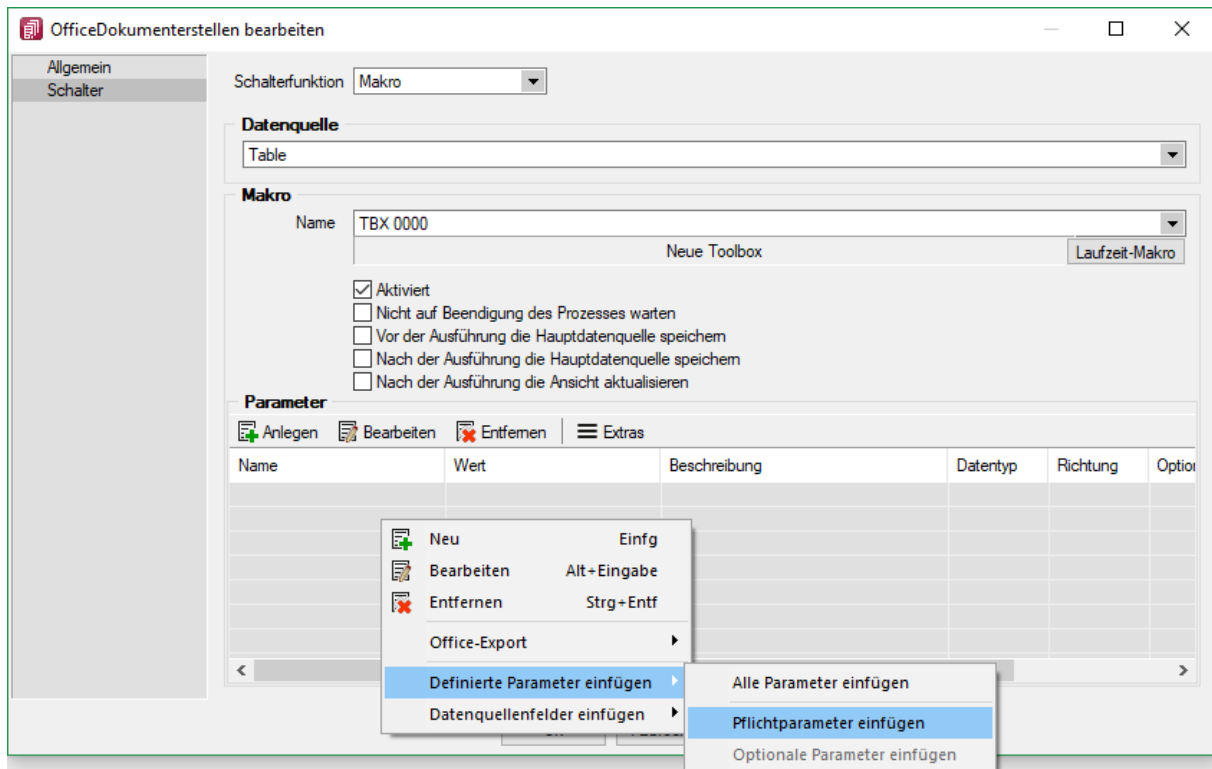 OfficeDokumenterstellen bearbeiten
Allgemein
Schalter
Schalterfunktion Makro
Datenquelle
Table
Makro
Name TBX 0000
Neue Toolbox Laufzeit-Makro
Aktiviert
Nicht auf Beendigung des Prozesses warten
Vor der Ausführung die Hauptdatenquelle speichern
Nach der Ausführung die Hauptdatenquelle speichern
Nach der Ausführung die Ansicht aktualisieren
Parameter
Anlegen Bearbeiten Entfernen Extras
Name Wert Beschreibung Datentyp Richtung Option
Neu Einfg
Bearbeiten Alt+Eingabe
Entfernen Strg+Entf
Office-Export
Definierte Parameter einfügen
Datenquellenfelder einfügen
Alle Parameter einfügen
Pflichtparameter einfügen
Optionale Parameter einfügen